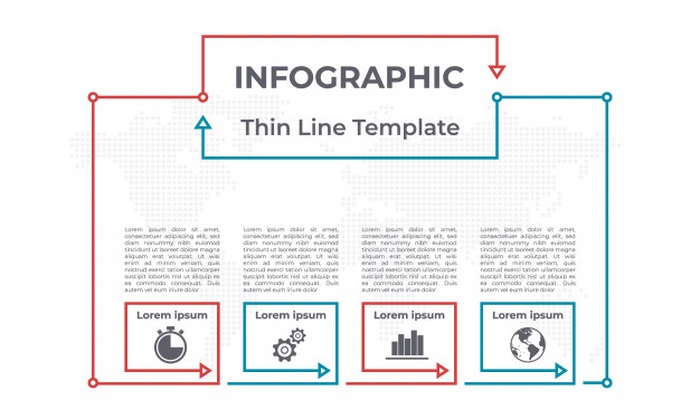 INFOGRAPHIC
Thin Line Template
Lorem ipsum dolor sit amet,
consectetuer adipiscing elit, sed
diam nonummy nibh euismod
tincidunt ut laoreet dolore magna
aliquam erat volutpat. Ut wisi
enim ad minim veniam, quis
nostrud exerci tation ullamcorper
suscipit lobortis nisl ut aliquip ex
ea commodo consequat. Duis
autem vel eum iriure dolor
Lorem ipsum
Lorem ipsum dolor sit amet,
consectetuer adipiscing elit, sed
diam nonummy nibh euismod
tincidunt ut laoreet dolore magna
aliquam erat volutpat. Ut wisi
enim ad minim veniam, quis
nostrud exerci tation ullamcorper
suscipit lobortis nisl ut aliquip ex
ea commodo consequat. Duis
autem vel eum iriure dolor
Lorem ipsum
Lorem ipsum dolor sit amet,
consectetuer adipiscing elit, sed
diam nonummy nibh euismod
tincidunt ut laoreet dolore magna
aliquam erat volutpat. Ut wisi
enim ad minim veniam, quis
nostrud exerci tation ullamcorper
suscipit lobortis nisl ut aliquip ex
ea commodo consequat. Duis
autem vel eum iriure dolor
Lorem ipsum
Lorem ipsum dolor sit amet,
consectetuer adipiscing elit, sed
diam nonummy nibh euismod
tincidunt ut laoreet dolore magna
aliquam erat volutpat. Ut wisi
enim ad minim veniam, quis
nostrud exerci tation ullamcorper
suscipit lobortis nisl ut aliquip ex
ea commodo consequat. Duis
autem vel eum iriure dolor
Lorem ipsum